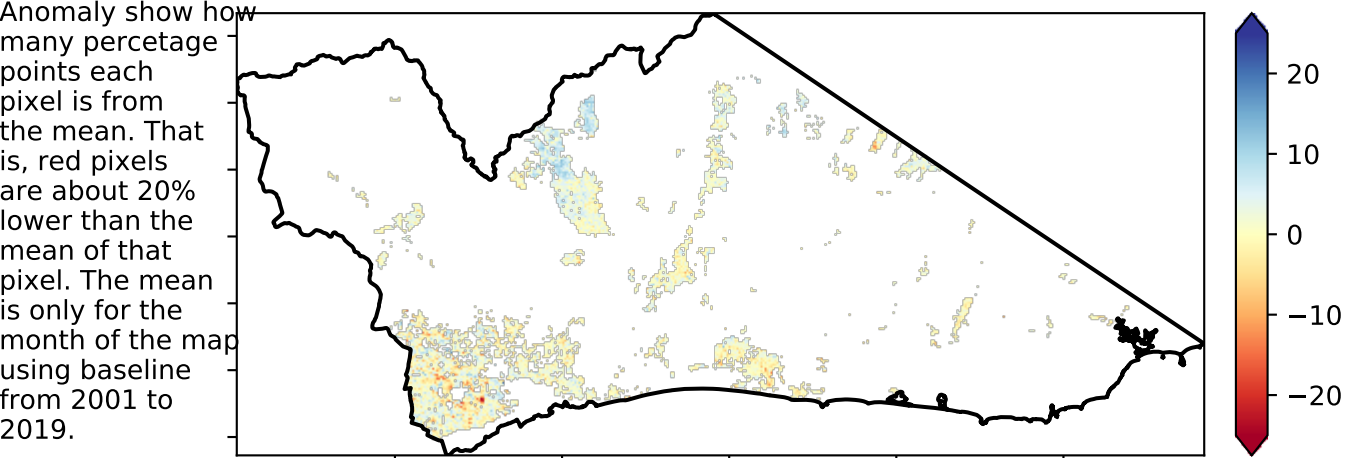 Anomaly show how
many percetage
points each
pixel is from
the mean. That
is, red pixels
are about 20%
lower than the
mean of that
pixel. The mean
is only for the
month of the map
using baseline
from 2001 to
2019.
20
10
0
−10
−20